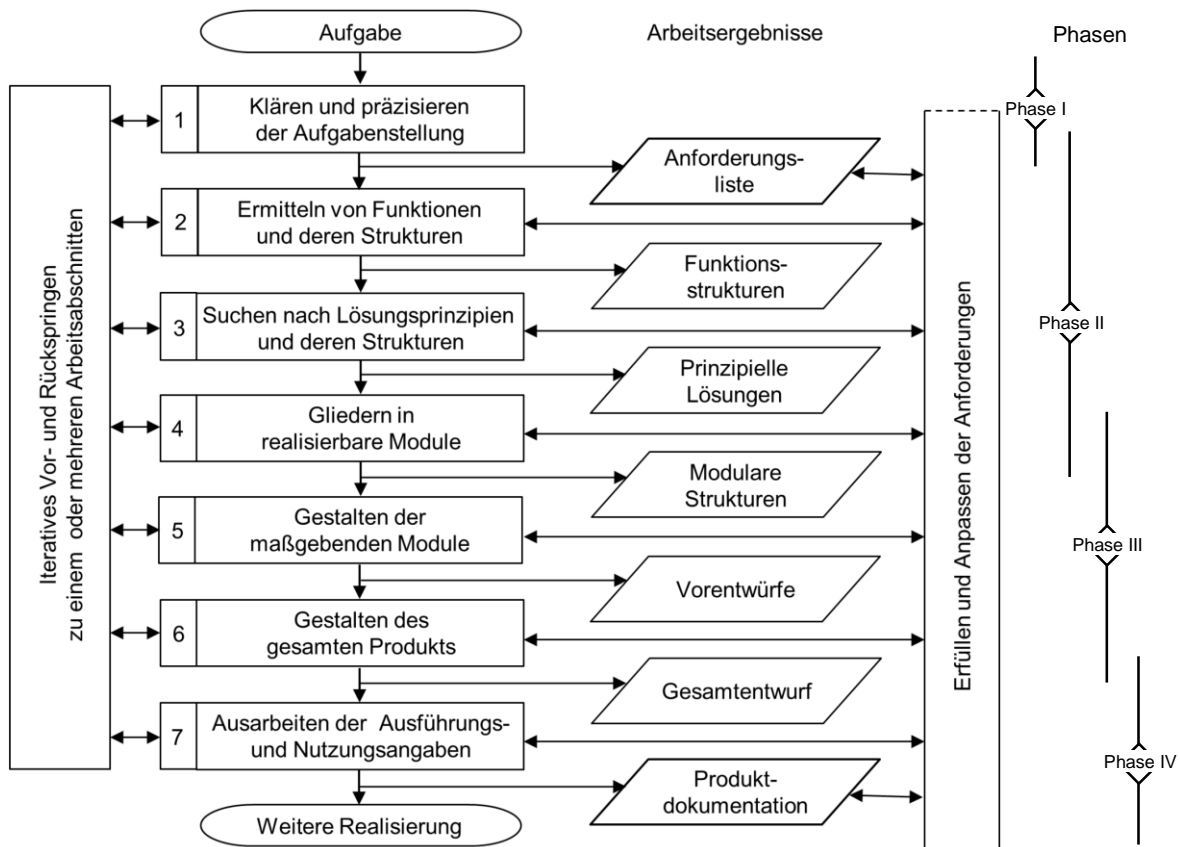 Aufgabe
Arbeitsergebnisse
Phasen
Iteratives Vor- und Rückspringen
zu einem oder mehreren Arbeitsabschnitten
1
Klären und präzisieren
der Aufgabenstellung
Anforderungs-
liste
2
Ermitteln von Funktionen
und deren Strukturen
Funktions-
strukturen
3
Suchen nach Lösungsprinzipien
und deren Strukturen
Prinzipielle
Lösungen
4
Gliedern in
realisierbare Module
Modulare
Strukturen
5
Gestalten der
maßgebenden Module
Vorentwürfe
6
Gestalten des
gesamten Produkts
Gesamtentwurf
7
Ausarbeiten der Ausführungs-
und Nutzungsangaben
Produkt-
dokumentation
Weitere Realisierung
Erfüllen und Anpassen der Anforderungen
Phase I
Phase II
Phase III
Phase IV